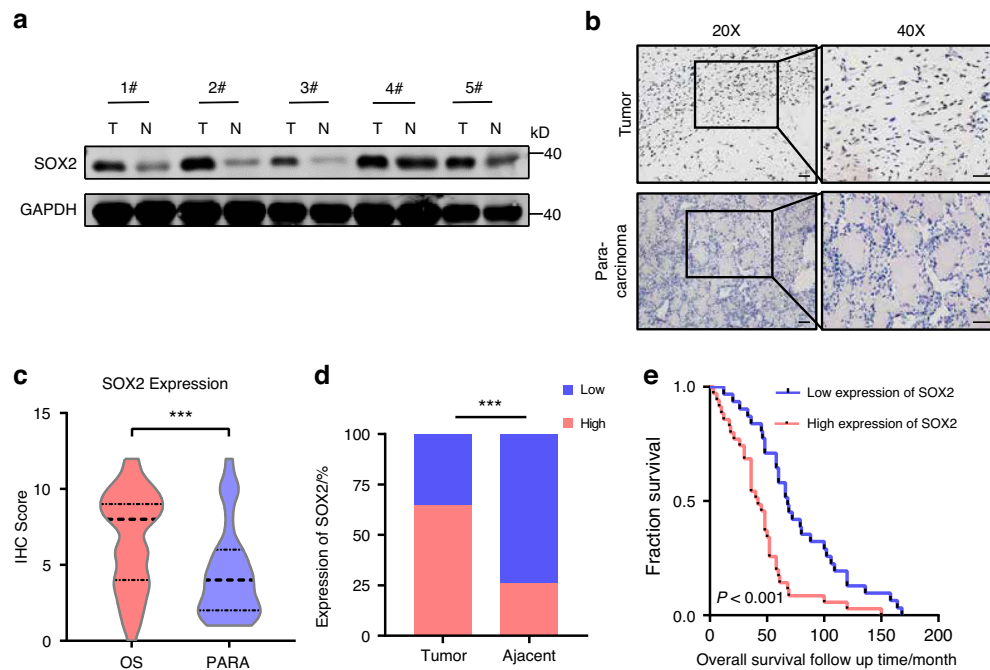 a
1# 2# 3# 4# 5#
T N T N T N T N T N kD
SOX2 40
GAPDH 40
b
20X 40X
Tumor
Para-
carcinoma
c
SOX2 Expression
***
15
10
5
0
IHC Score
OS PARA
d
Low
High
***
100
75
50
25
0
Expression of SOX2/%
Tumor Ajacent
e
Low expression of SOX2
High expression of SOX2
1.0
0.5
0.0
Fraction survival
P < 0.001
0 50 100 150 200
Overall survival follow up time/month